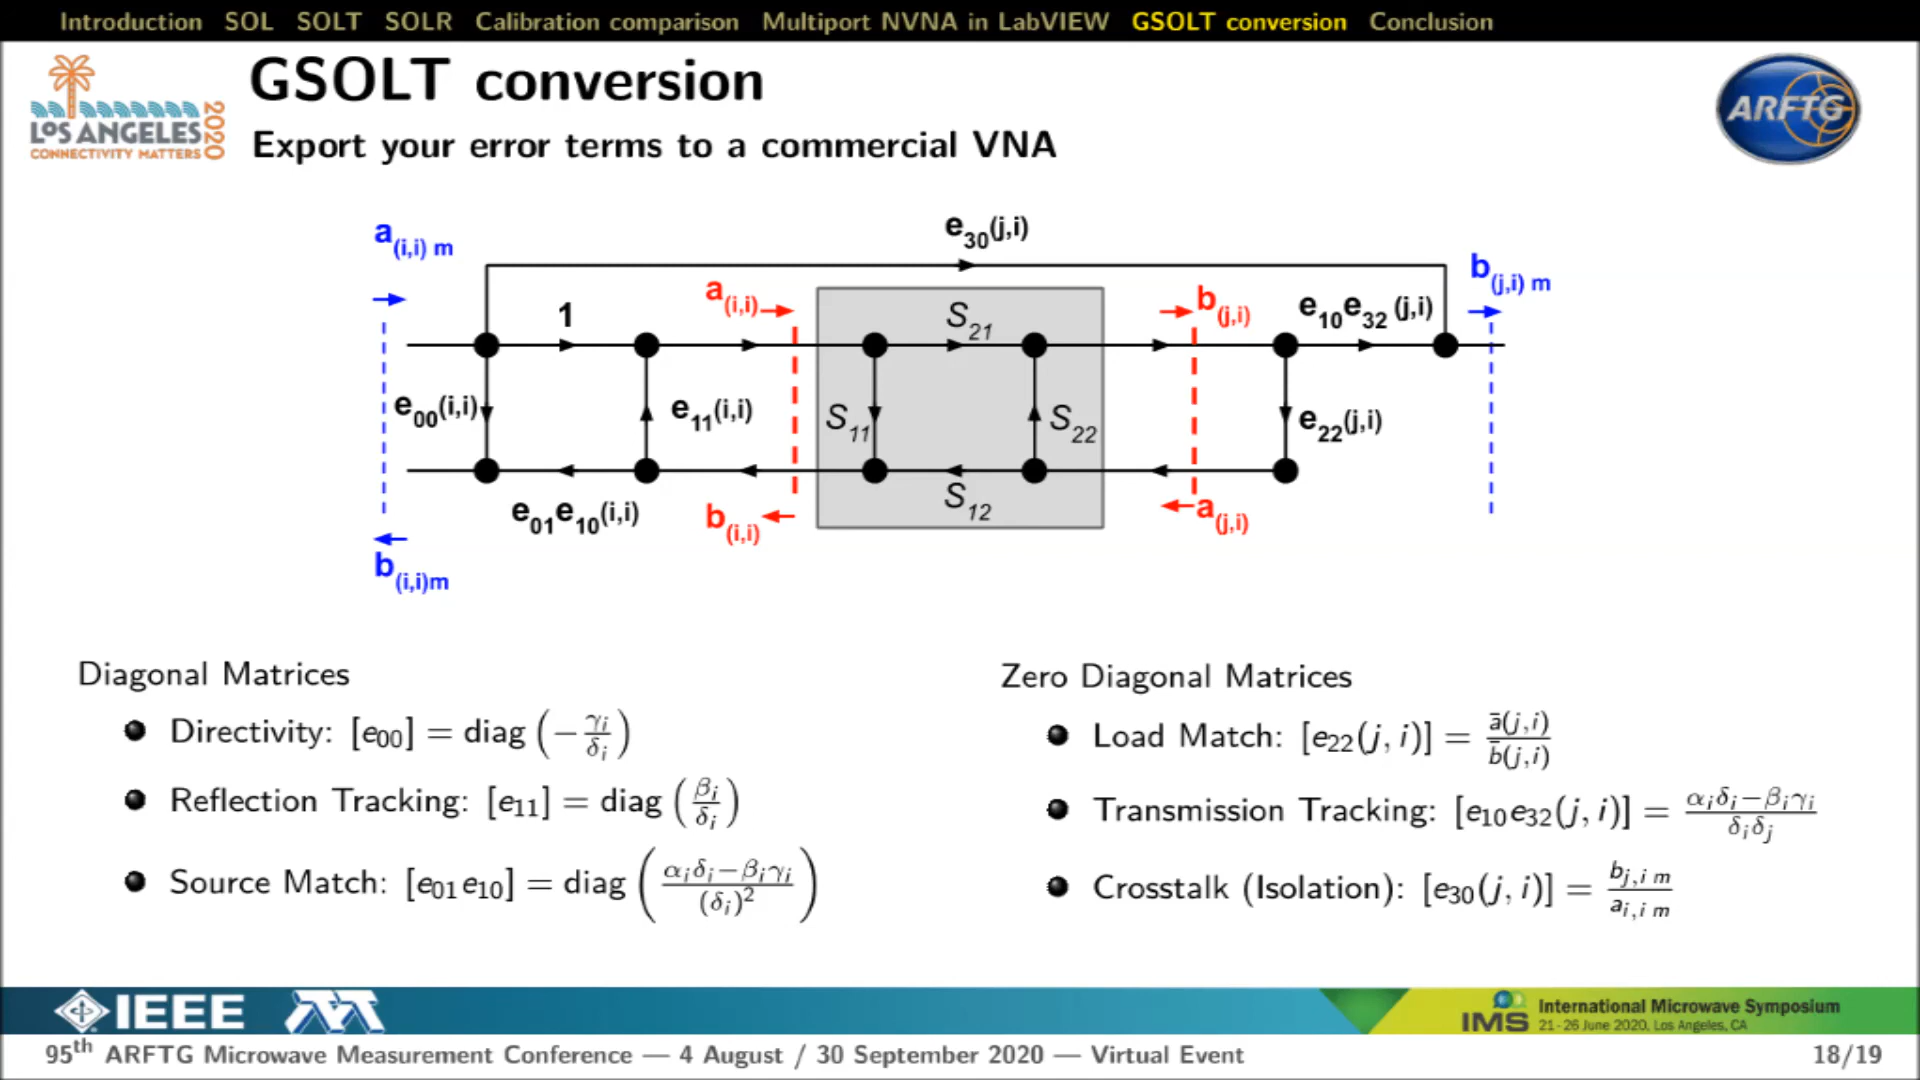 Introduction SOL SOLT SOLR Calibration comparison Multiport NVNA in LabVIEW GSOLT conversion Conclusion
GSOLT conversion
Export your error terms to a commercial VNA
LOS ANGELES 2020
CONNECTIVITY MATTERS
ARFTG
a(i,i) m
e30(j,i)
b(j,i) m
1
a(i,i)
S21
b(j,i)
e10e32 (j,i)
e00(i,i)
e11(i,i)
S11
S22
e22(j,i)
e01e10(i,i)
b(i,i)
S12
a(j,i)
b(i,i)m
Diagonal Matrices
Directivity: [e00] = diag (−γi/δi)
Reflection Tracking: [e11] = diag (βi/δi)
Source Match: [e01e10] = diag (αiδi−βiγi/(δi)²)
Zero Diagonal Matrices
Load Match: [e22(j, i)] = ā(j,i)/b̄(j,i)
Transmission Tracking: [e10e32(j, i)] = αiδi−βiγi/δiδj
Crosstalk (Isolation): [e30(j, i)] = bj,i m/ai,i m
IEEE
IMS
International Microwave Symposium
21-26 June 2020, Los Angeles, CA
95th ARFTG Microwave Measurement Conference — 4 August / 30 September 2020 — Virtual Event
18/19